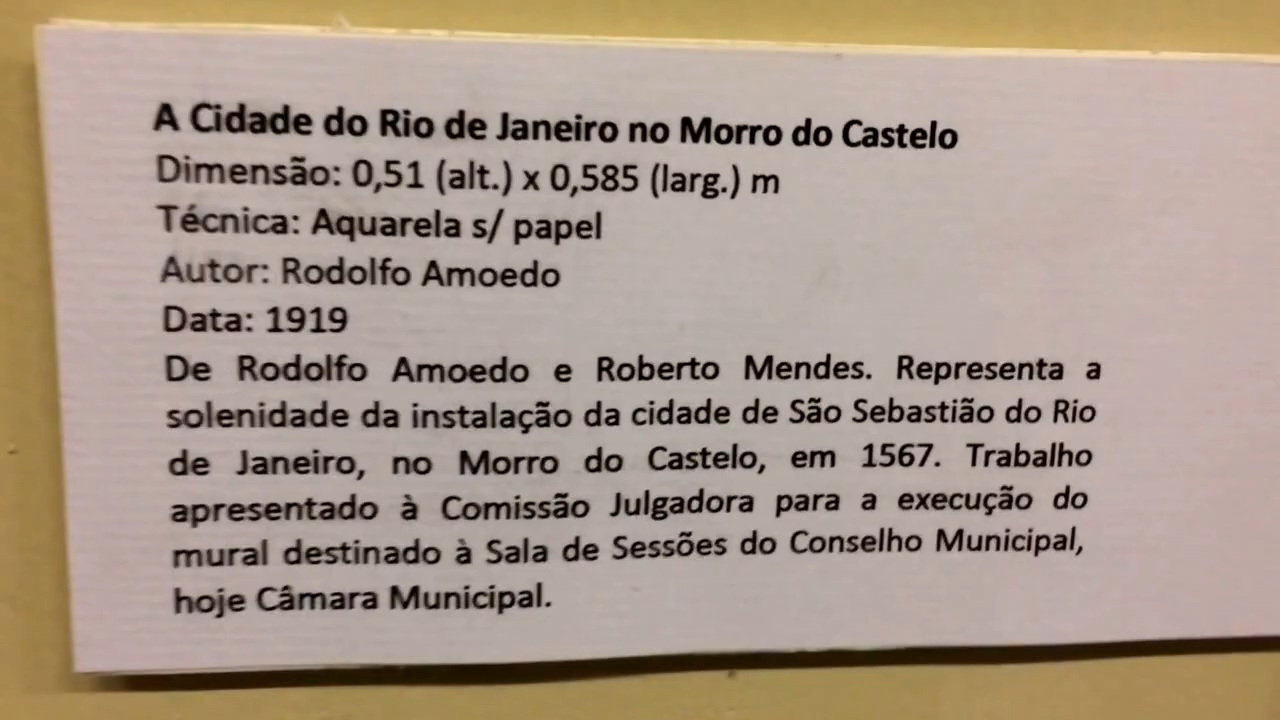 A Cidade do Rio de Janeiro no Morro do Castelo
Dimensão: 0,51 (alt.) x 0,585 (larg.) m
Técnica: Aquarela s/ papel
Autor: Rodolfo Amoedo
Data: 1919
De Rodolfo Amoedo e Roberto Mendes. Representa a
solenidade da instalação da cidade de São Sebastião do Rio
de Janeiro, no Morro do Castelo, em 1567. Trabalho
apresentado à Comissão Julgadora para a execução do
mural destinado à Sala de Sessões do Conselho Municipal,
hoje Câmara Municipal.